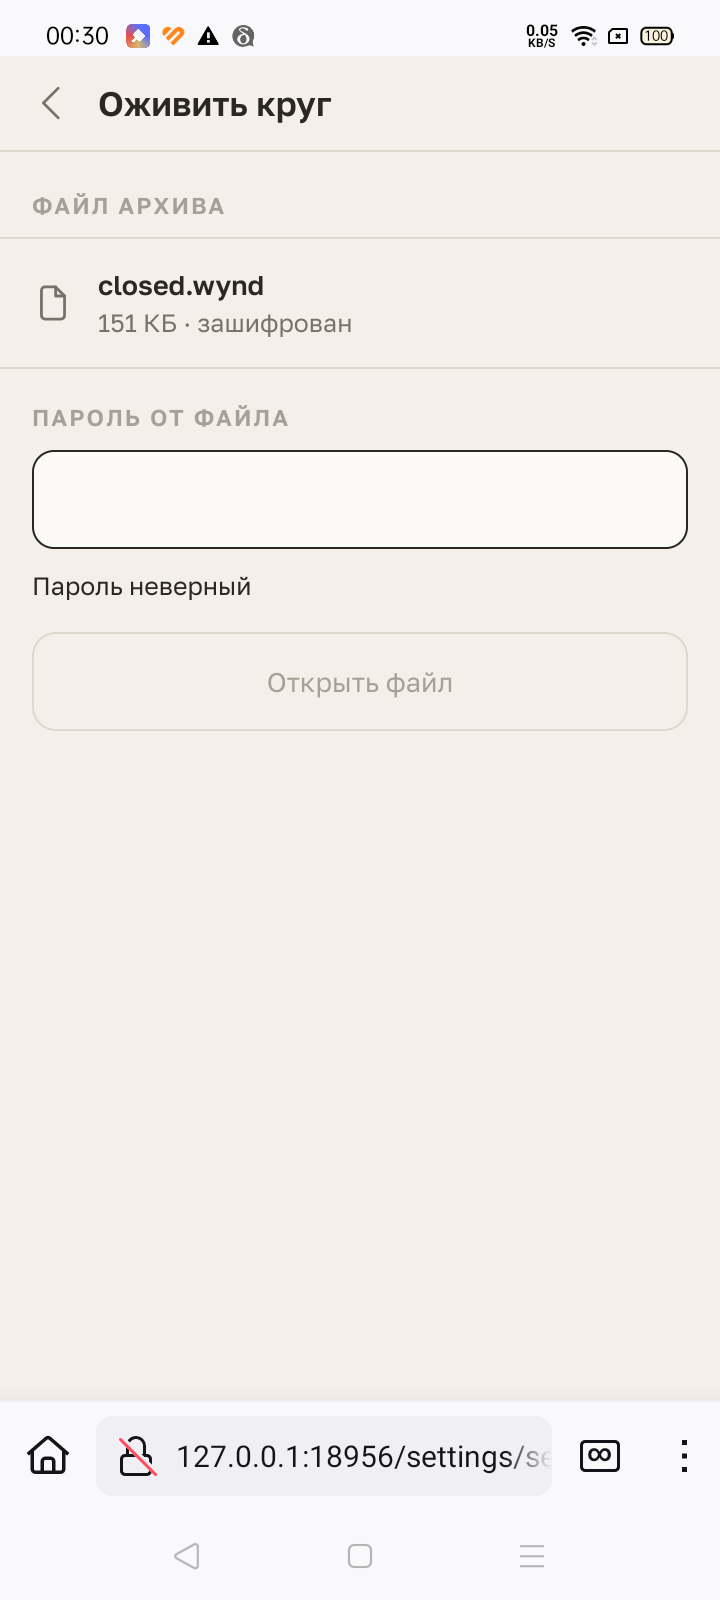 00:30
0.05
KB/S
100
Оживить круг
ФАЙЛ АРХИВА
closed.wynd
151 КБ · зашифрован
ПАРОЛЬ ОТ ФАЙЛА
Пароль неверный
Открыть файл
127.0.0.1:18956/settings/se